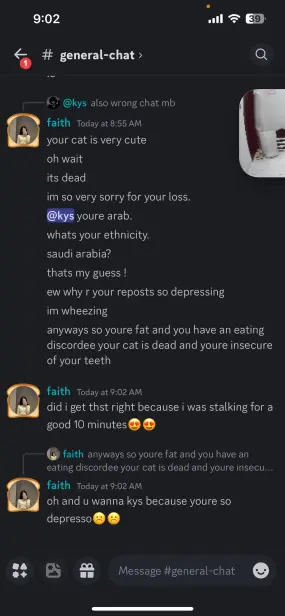 9:02
39
1
# general-chat ›
@kys also wrong chat mb
faith Today at 8:55 AM
your cat is very cute
oh wait
its dead
im so very sorry for your loss.
@kys youre arab.
whats your ethnicity.
saudi arabia?
thats my guess !
ew why r your reposts so depressing
im wheezing
anyways so youre fat and you have an eating
discordee your cat is dead and youre insecure
of your teeth
faith Today at 9:02 AM
did i get thst right because i was stalking for a
good 10 minutes😍😍
faith anyways so youre fat and you have an
eating discordee your cat is dead and youre insecu...
faith Today at 9:02 AM
oh and u wanna kys because youre so
depresso☹️☹️
Message #general-chat